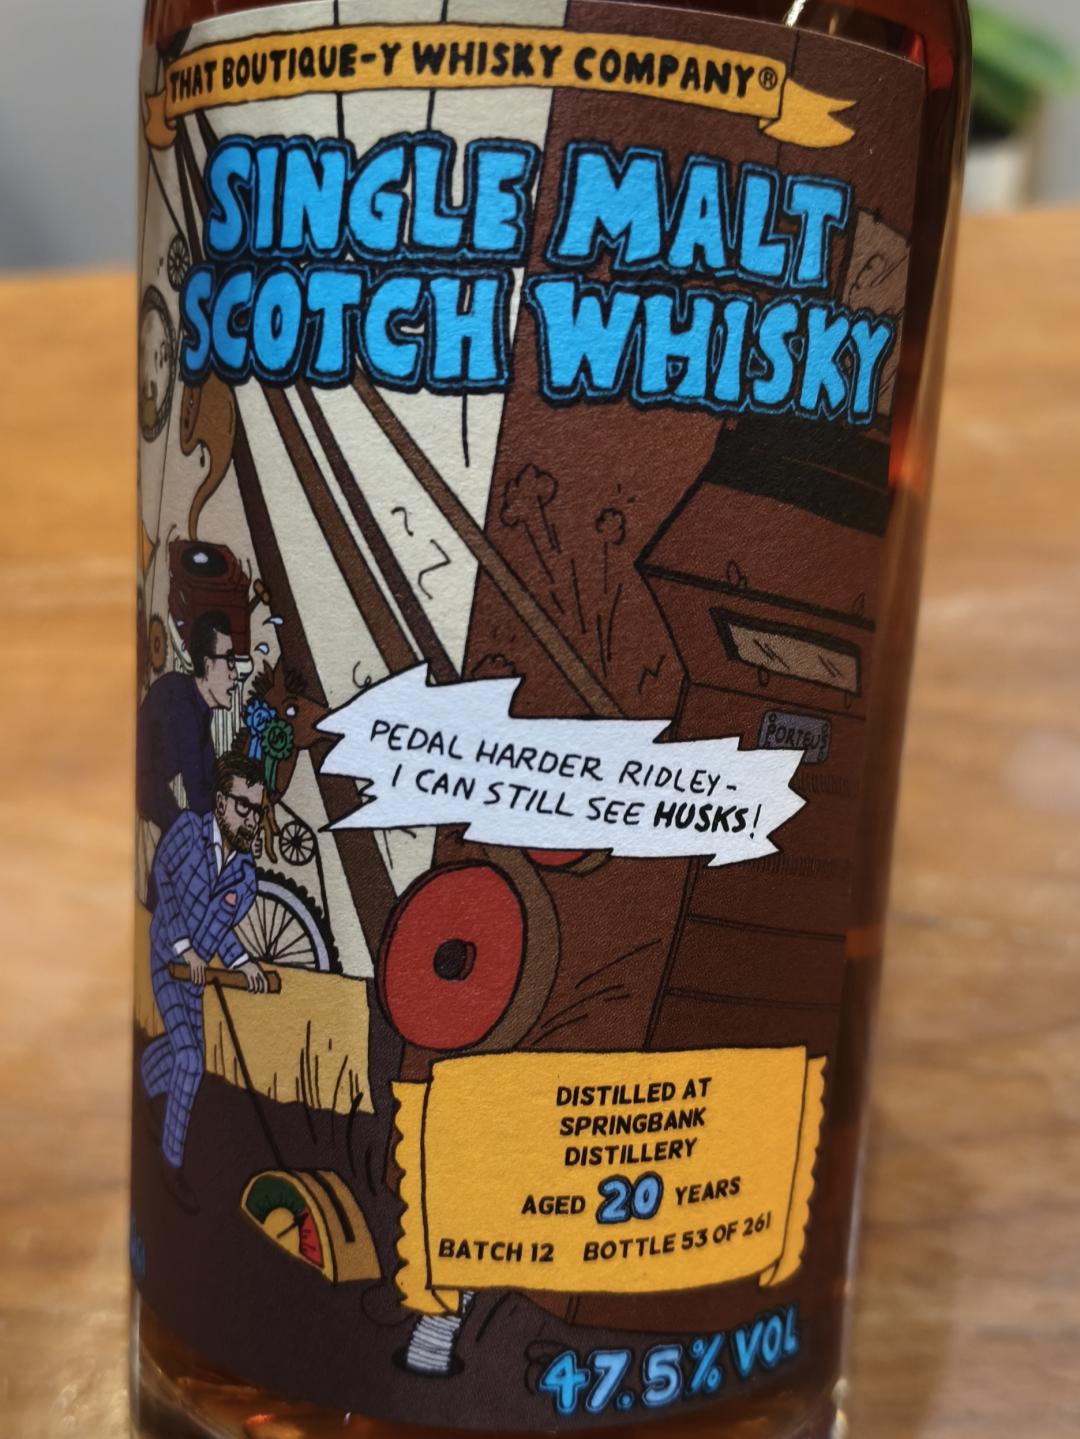 THAT BOUTIQUE-Y WHISKY COMPANY®
SINGLE MALT
SCOTCH WHISKY
PORTEUS
PEDAL HARDER RIDLEY-
I CAN STILL SEE HUSKS!
DISTILLED AT
SPRINGBANK
DISTILLERY
AGED 20 YEARS
BATCH 12 BOTTLE 53 OF 261
47.5% VOL